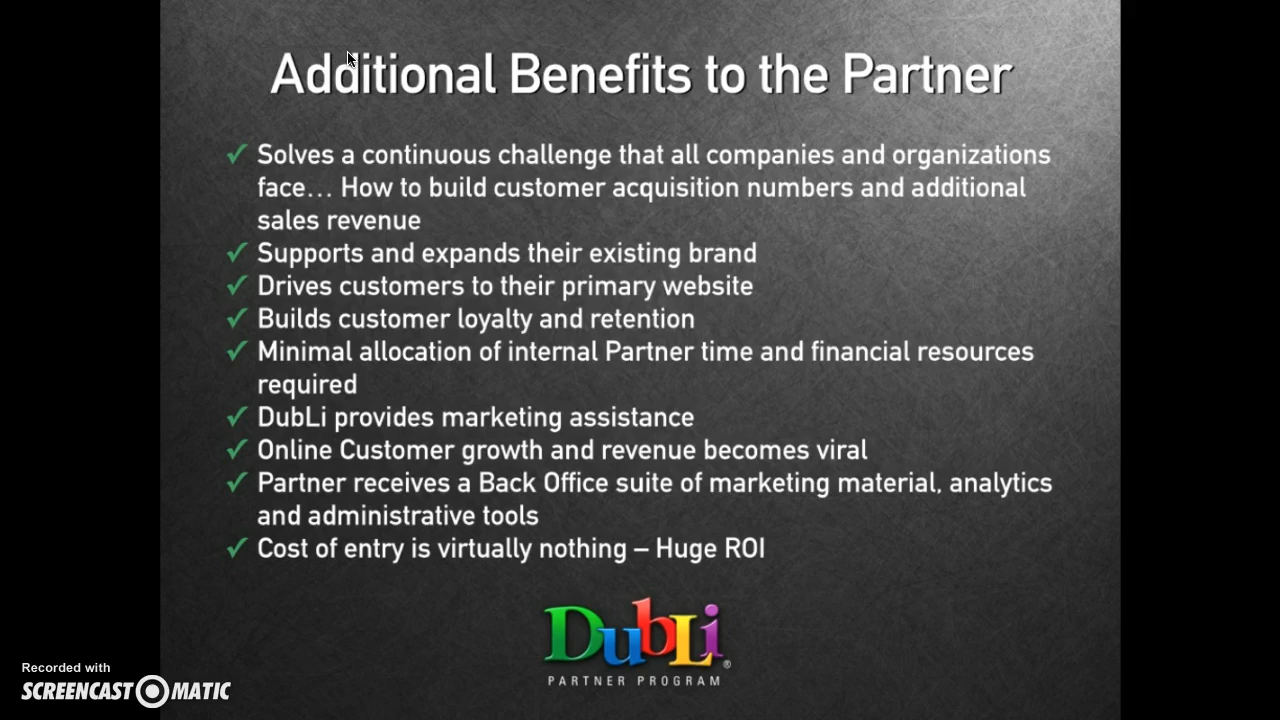 Additional Benefits to the Partner
✓ Solves a continuous challenge that all companies and organizations
face... How to build customer acquisition numbers and additional
sales revenue
✓ Supports and expands their existing brand
✓ Drives customers to their primary website
✓ Builds customer loyalty and retention
✓ Minimal allocation of internal Partner time and financial resources
required
✓ DubLi provides marketing assistance
✓ Online Customer growth and revenue becomes viral
✓ Partner receives a Back Office suite of marketing material, analytics
and administrative tools
✓ Cost of entry is virtually nothing – Huge ROI
DubLi®
PARTNER PROGRAM
Recorded with
SCREENCAST-O-MATIC